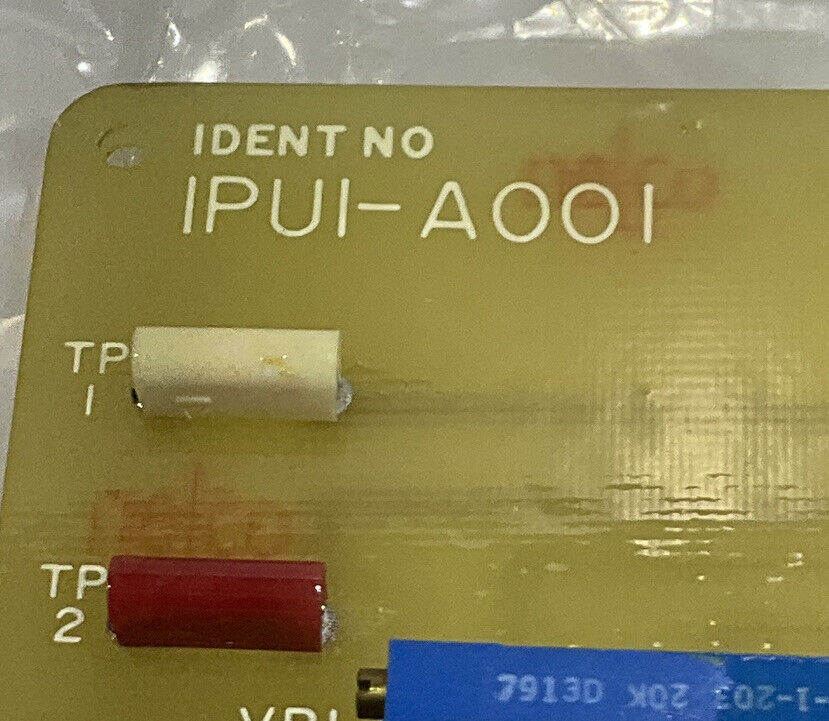 IDENT NO
IPUI-A001
TP
1
TP
2
7913D 20K